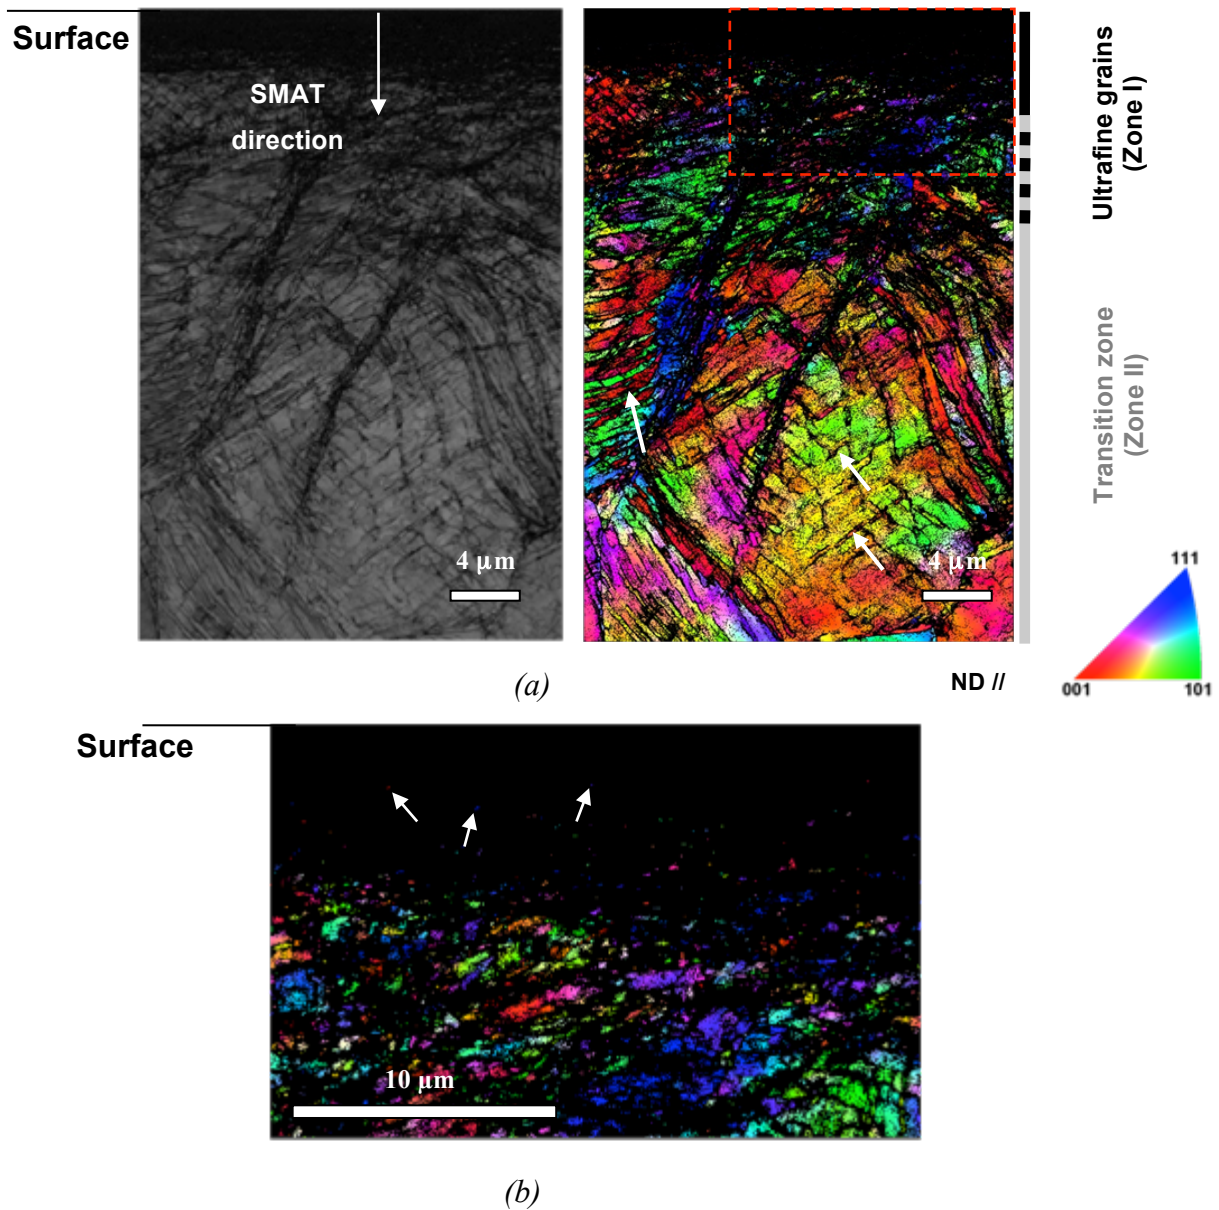 Surface
SMAT
direction
4 µm
4 µm
Ultrafine grains
(Zone I)
Transition zone
(Zone II)
111
001
101
ND //
(a)
Surface
10 µm
(b)